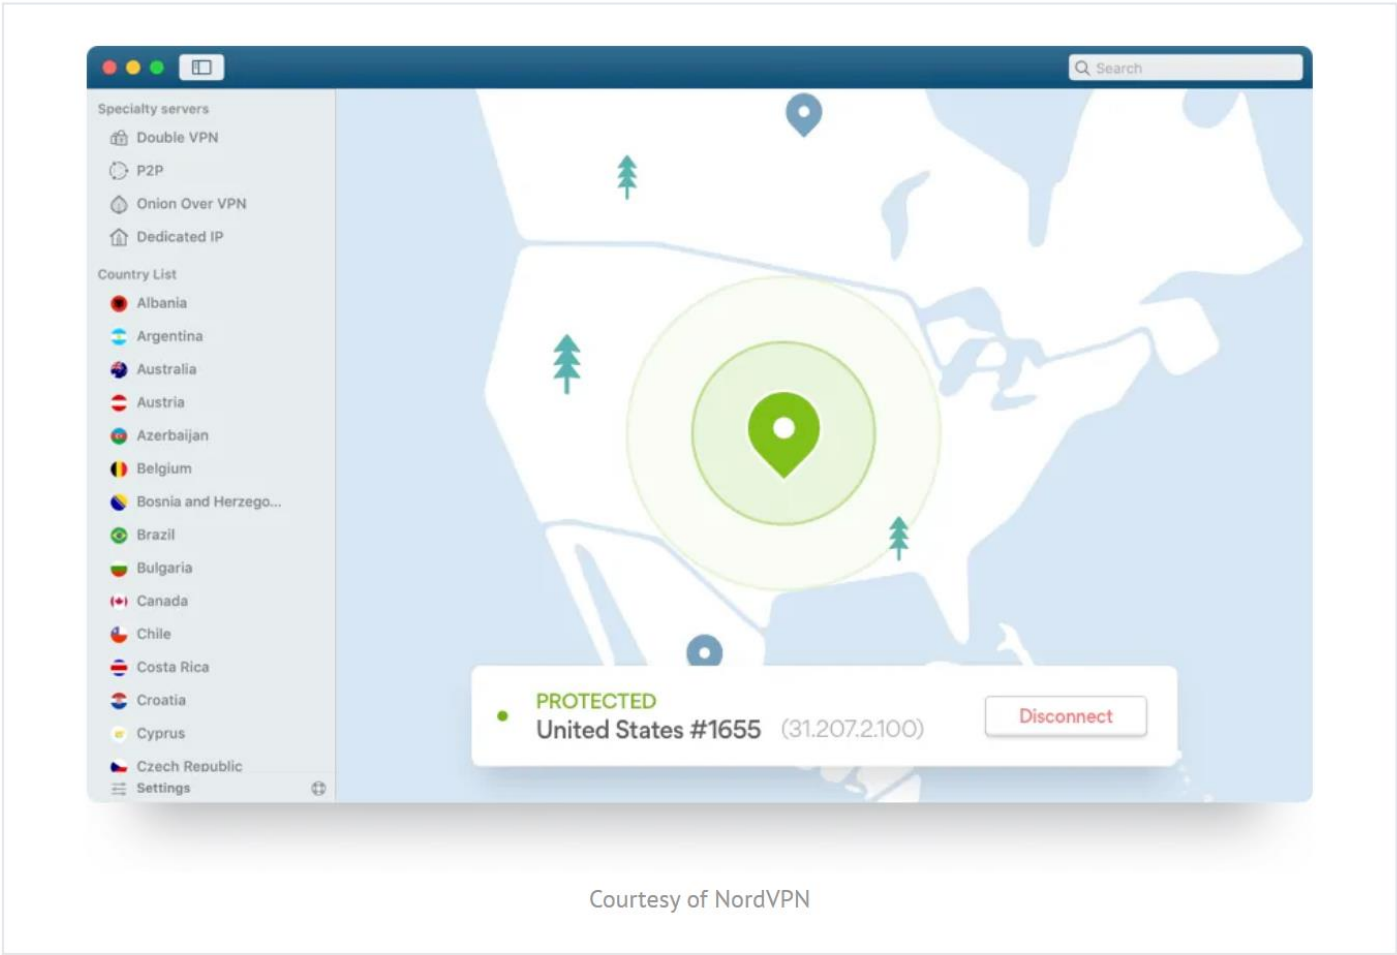 Search
Specialty servers
Double VPN
P2P
Onion Over VPN
Dedicated IP
Country List
Albania
Argentina
Australia
Austria
Azerbaijan
Belgium
Bosnia and Herzego...
Brazil
Bulgaria
Canada
Chile
Costa Rica
Croatia
Cyprus
Czech Republic
Settings
PROTECTED
United States #1655 (31.207.2.100)
Disconnect
Courtesy of NordVPN